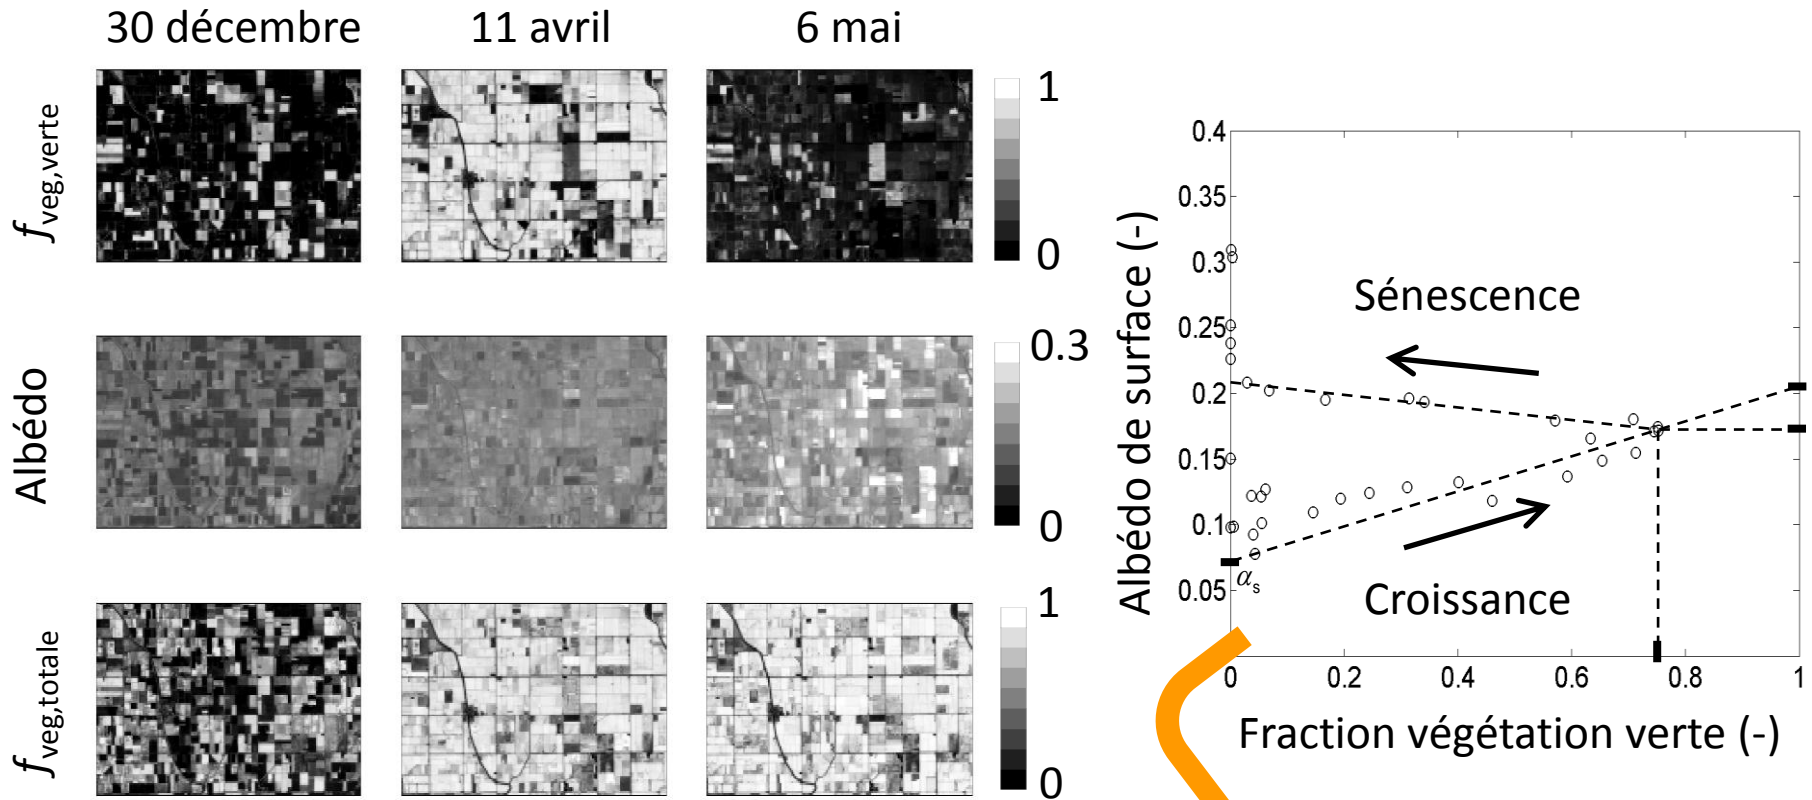 30 décembre
11 avril
6 mai
fveg,verte
1
0
Albédo
0.3
0
fveg,totale
1
0
Albédo de surface (-)
0.4
0.35
0.3
0.25
0.2
0.15
0.1
0.05
Sénescence
Croissance
αs
0 0.2 0.4 0.6 0.8 1
Fraction végétation verte (-)